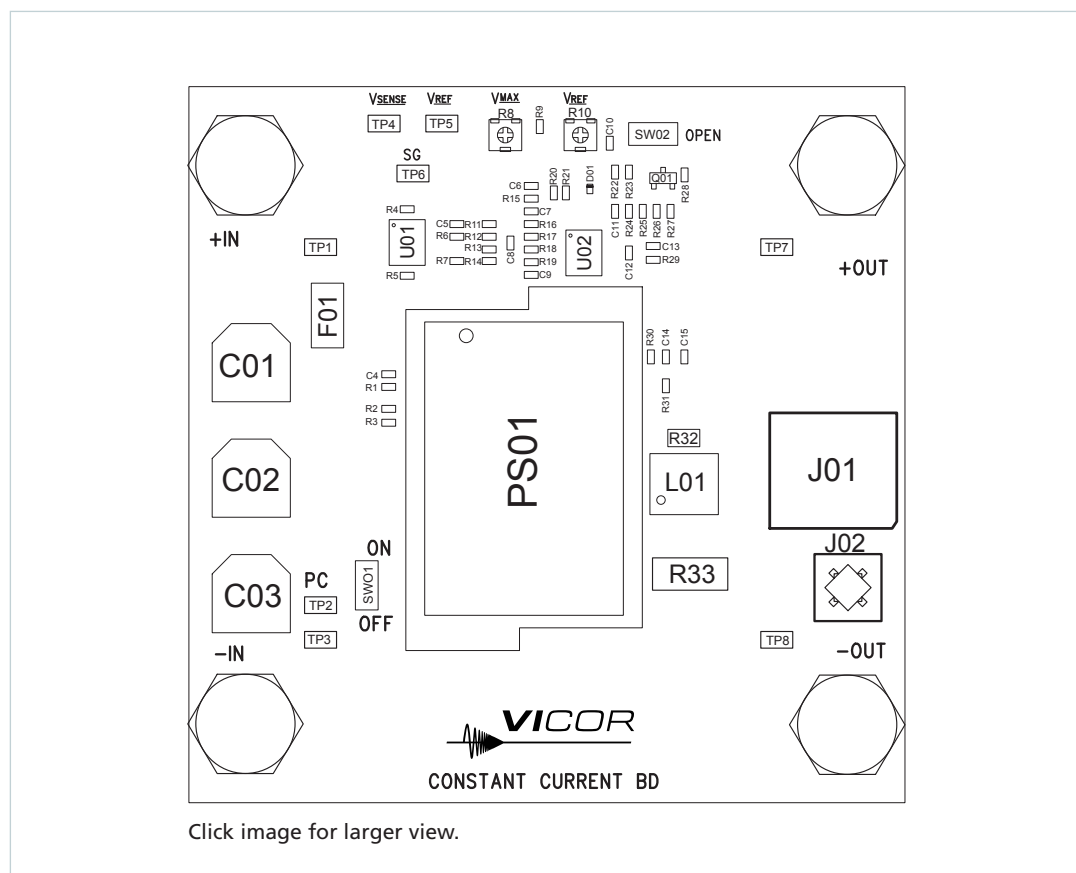 VSENSE VREF VMAX VREF
TP4 TP5 R8 R9 R10 C10 SW02 OPEN
SG
TP6
C6 R20 R21 D01 R22 R23 Q01 R28
R15
R4 C7
U01 C5 R11 R16 U02 C11 R24 R25 R26 R27
R6 R12 R17
+IN TP1 R13 C8 R18 C12 C13 TP7
R7 R14 R19 R29 +OUT
R5 C9
F01
C01 R30 C14 C15
C4
R1 R31
R2
R3
PS01
R32
C02 L01 J01
J02
ON
C03 PC SWO1 R33
TP2
OFF
TP3 TP8
-IN -OUT
VICOR
CONSTANT CURRENT BD
Click image for larger view.